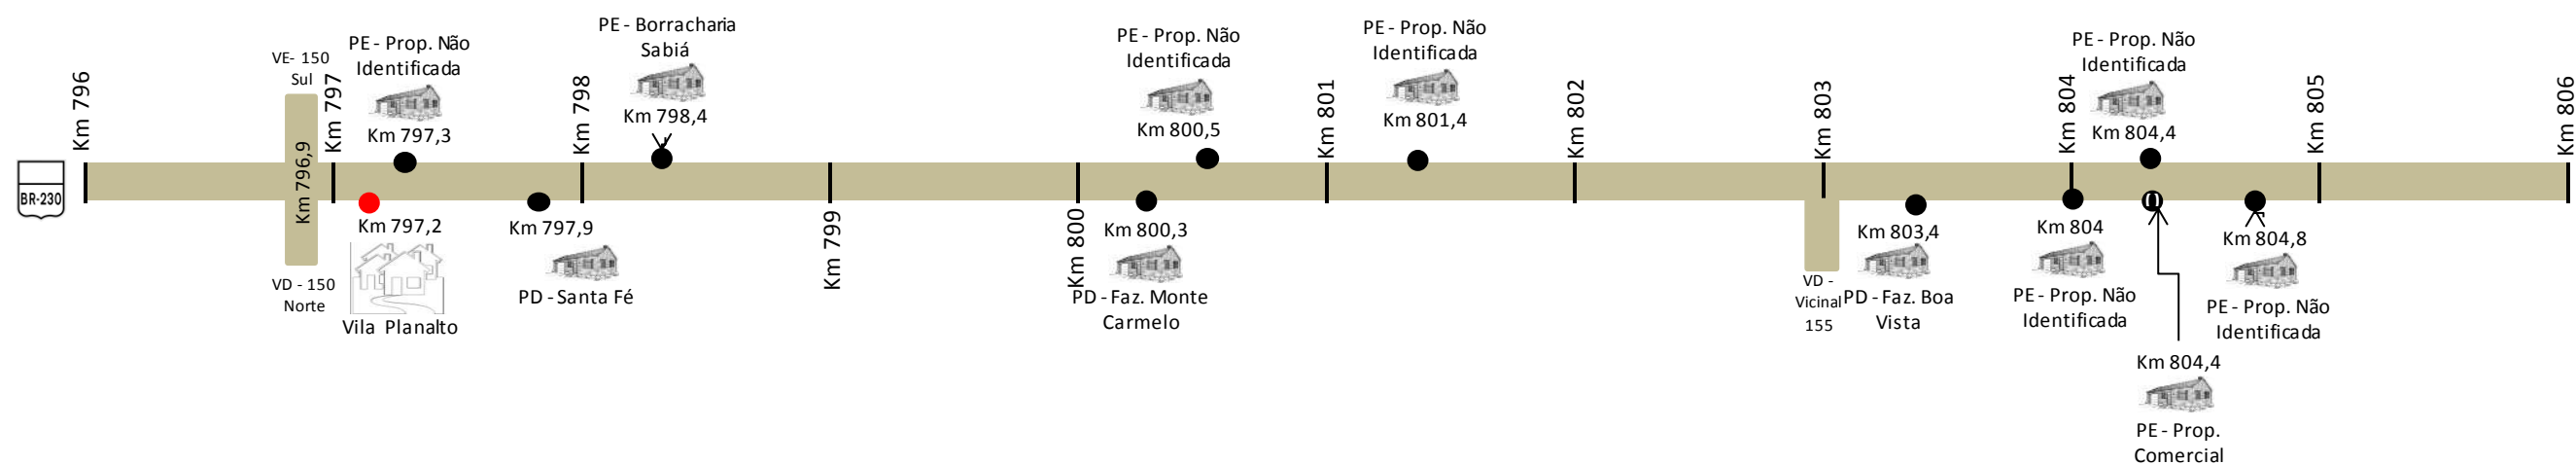 BR-230
Km 796
VE- 150
Sul
Km 796,9
VD - 150
Norte
Km 797
PE - Prop. Não
Identificada
Km 797,3
Km 797,2
Vila Planalto
Km 797,9
PD - Santa Fé
Km 798
PE - Borracharia
Sabiá
Km 798,4
Km 799
Km 800
Km 800,3
PD - Faz. Monte
Carmelo
PE - Prop. Não
Identificada
Km 800,5
Km 801
PE - Prop. Não
Identificada
Km 801,4
Km 802
Km 803
VD -
Vicinal
155
Km 803,4
PD - Faz. Boa
Vista
Km 804
Km 804
PE - Prop. Não
Identificada
PE - Prop. Não
Identificada
Km 804,4
Km 804,4
PE - Prop.
Comercial
Km 804,8
PE - Prop. Não
Identificada
Km 805
Km 806